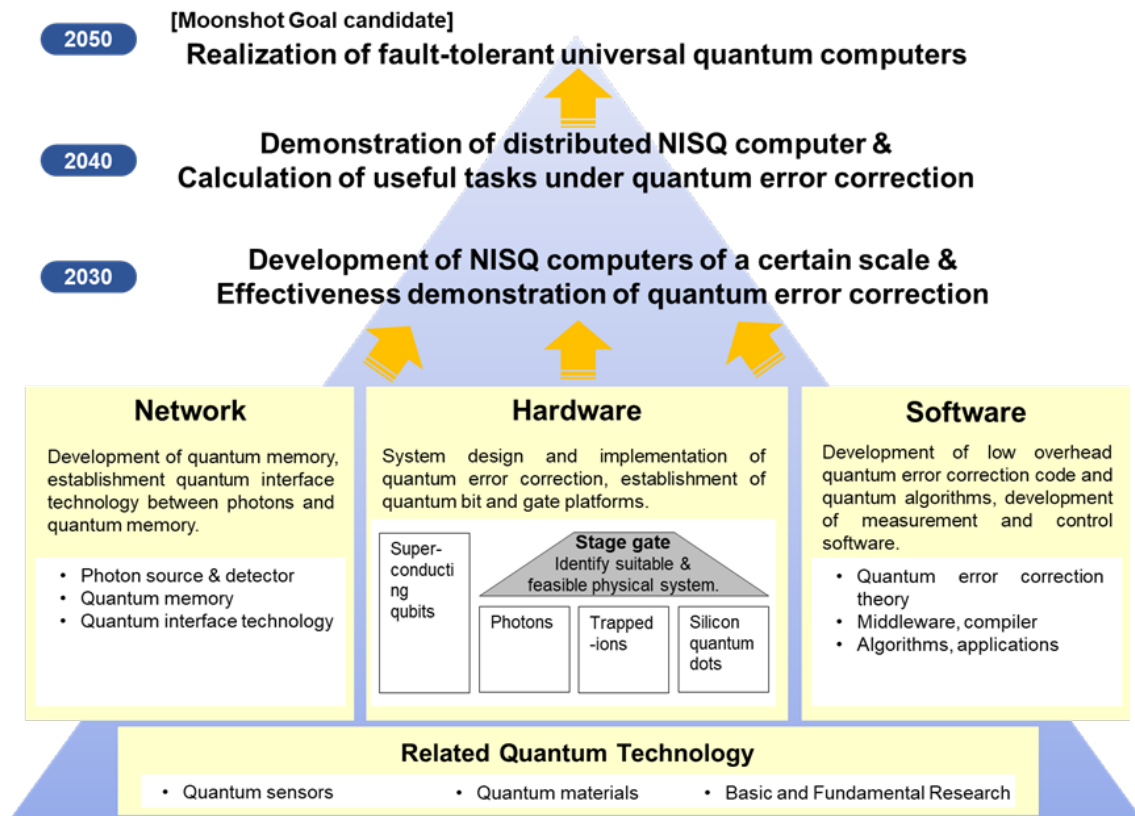 2050
[Moonshot Goal candidate]
Realization of fault-tolerant universal quantum computers
2040
Demonstration of distributed NISQ computer &
Calculation of useful tasks under quantum error correction
2030
Development of NISQ computers of a certain scale &
Effectiveness demonstration of quantum error correction
Network
Development of quantum memory,
establishment quantum interface
technology between photons and
quantum memory.
• Photon source & detector
• Quantum memory
• Quantum interface technology
Hardware
System design and implementation of
quantum error correction, establishment of
quantum bit and gate platforms.
Super-
conducti
ng
qubits
Stage gate
Identify suitable &
feasible physical system.
Photons
Trapped
-ions
Silicon
quantum
dots
Software
Development of low overhead
quantum error correction code and
quantum algorithms, development
of measurement and control
software.
• Quantum error correction
theory
• Middleware, compiler
• Algorithms, applications
Related Quantum Technology
• Quantum sensors
• Quantum materials
• Basic and Fundamental Research